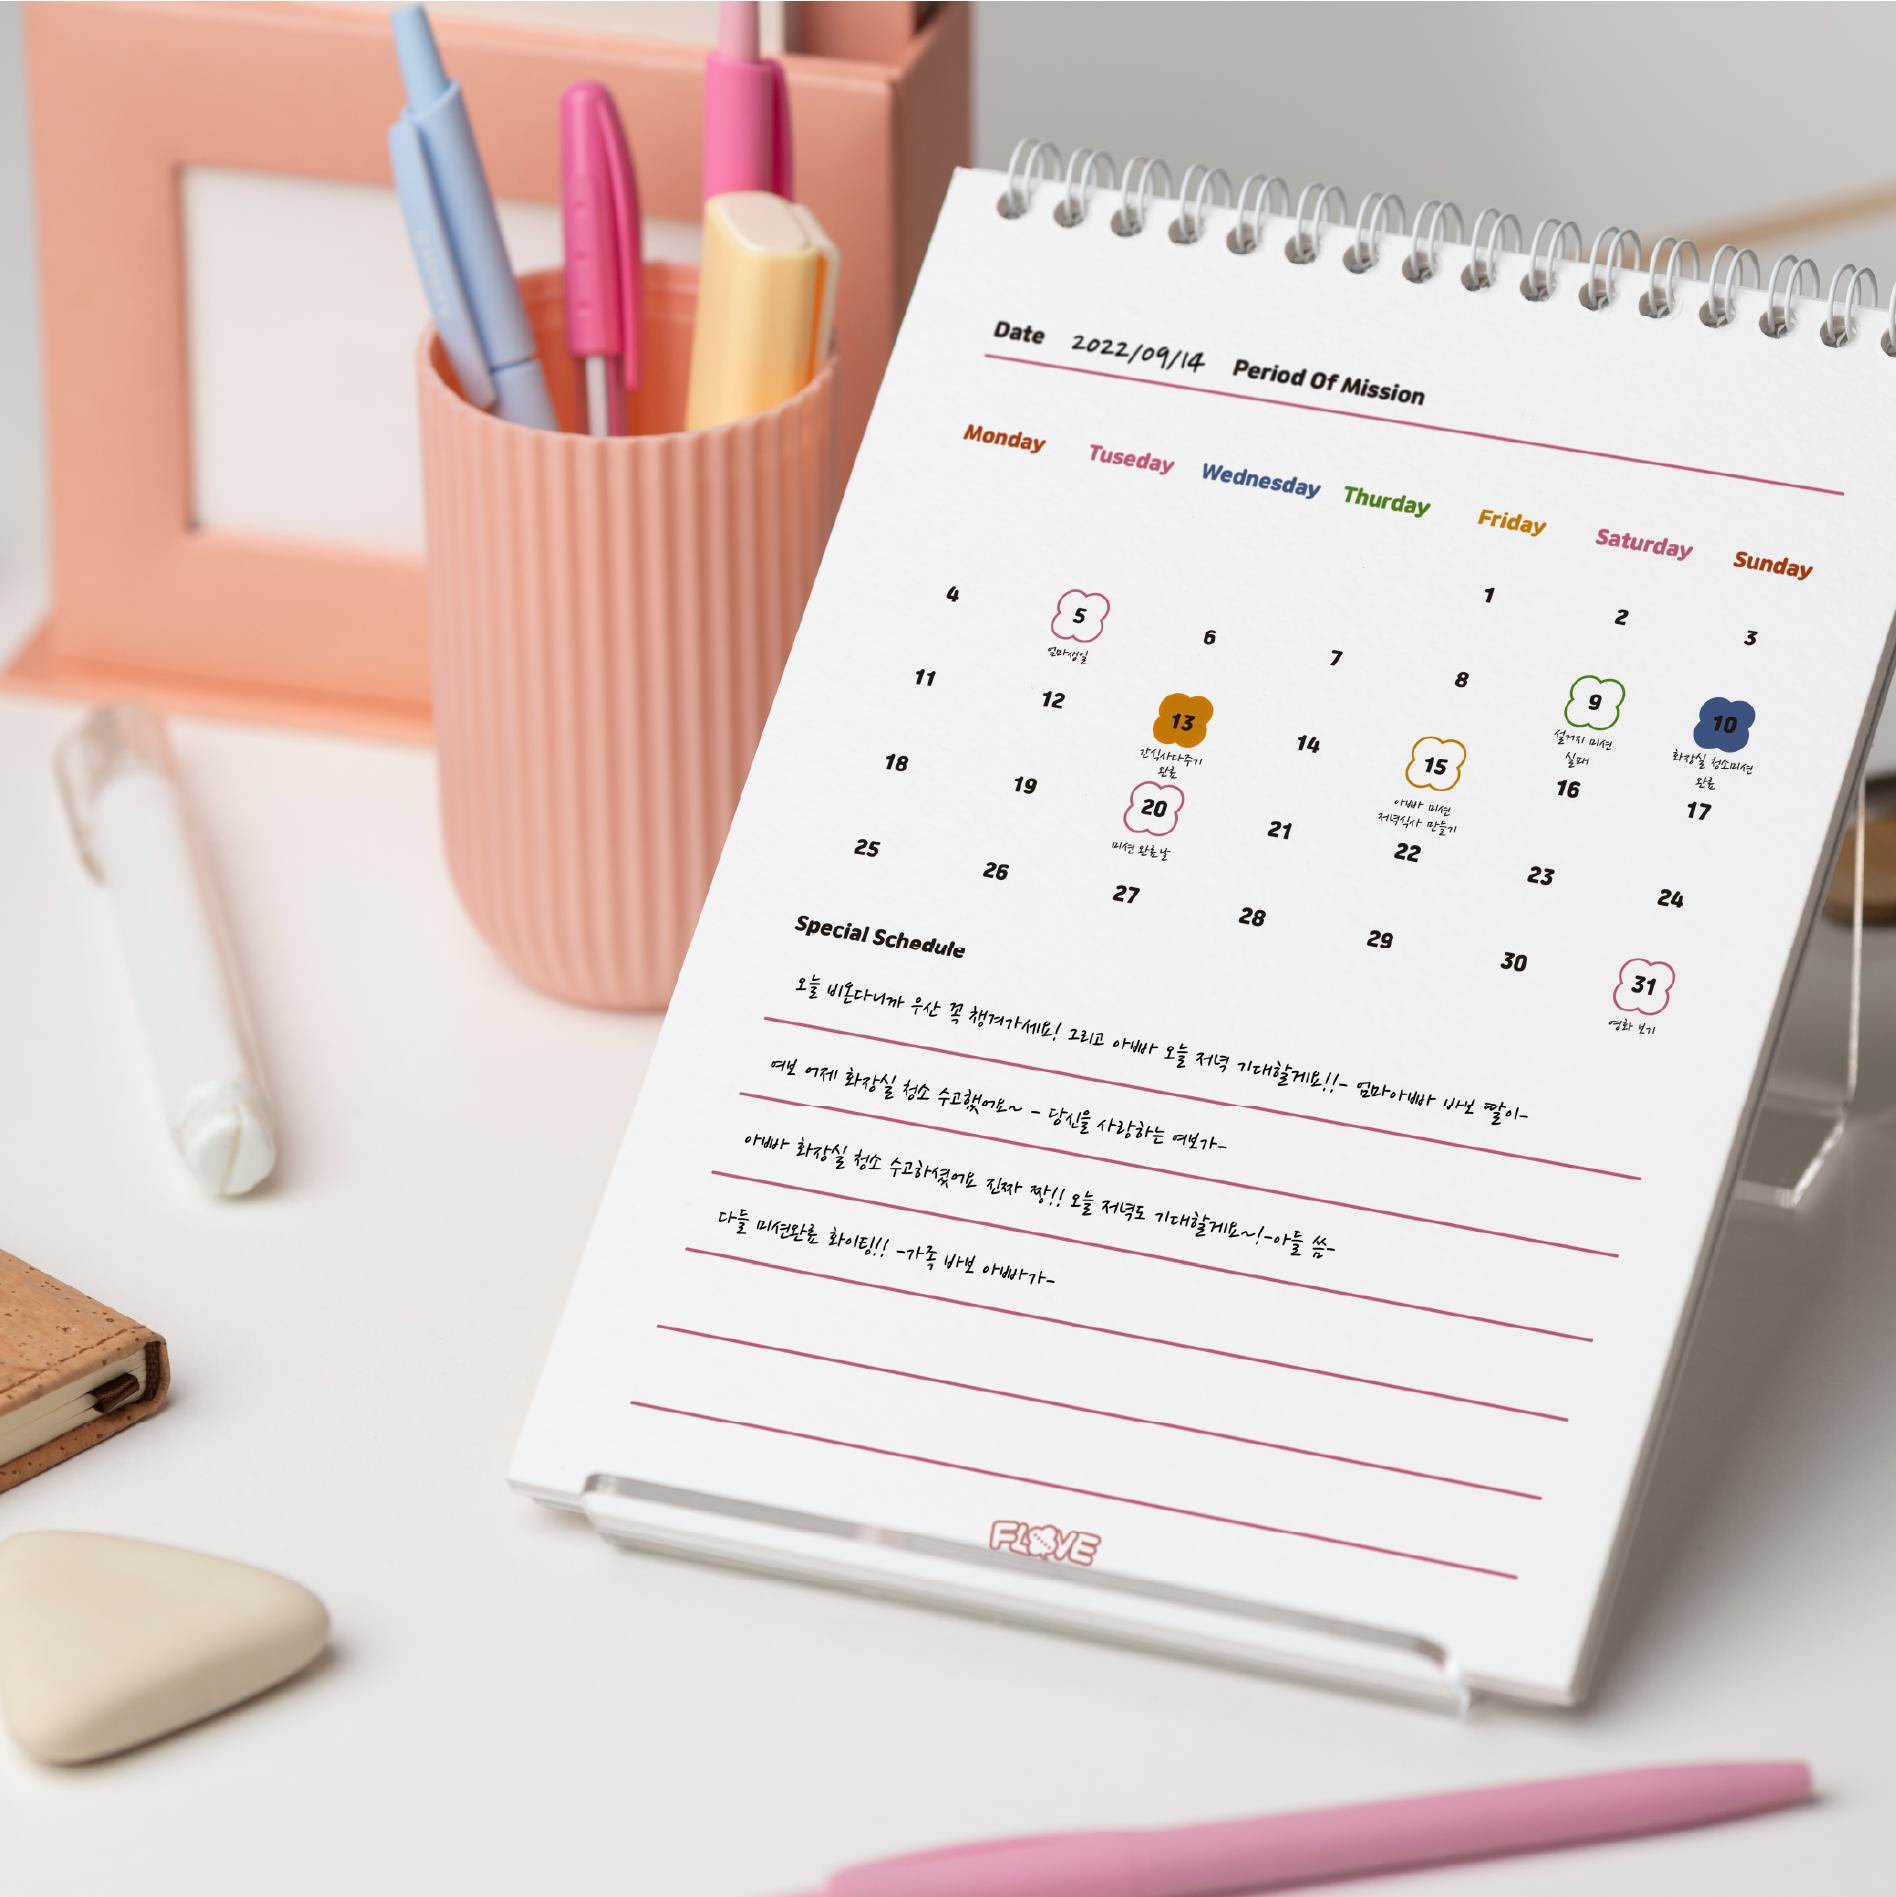 Date 2022/09/14 Period Of Mission
Monday Tuseday Wednesday Thurday Friday Saturday Sunday
1 2 3
4 5 6 7 8 9 10
엄마생일
설거지 미션
실패
화장실 청소미션
완료
11 12 13 14 15 16 17
간식사다주기
완료
아빠 미션
저녁식사 만들기
18 19 20 21 22 23 24
미션 완료날
25 26 27 28 29 30 31
영화 보기
Special Schedule
오늘 비온다니까 우산 꼭 챙겨가세요! 그리고 아빠 오늘 저녁 기대할게요!!- 엄마아빠 바보 딸이-
여보 어제 화장실 청소 수고했어요~ - 당신을 사랑하는 여보가-
아빠 화장실 청소 수고하셨어요 진짜 짱!! 오늘 저녁도 기대할게요~!-아들 씀-
다들 미션완료 화이팅!! -가족 바보 아빠가-
FLOVE